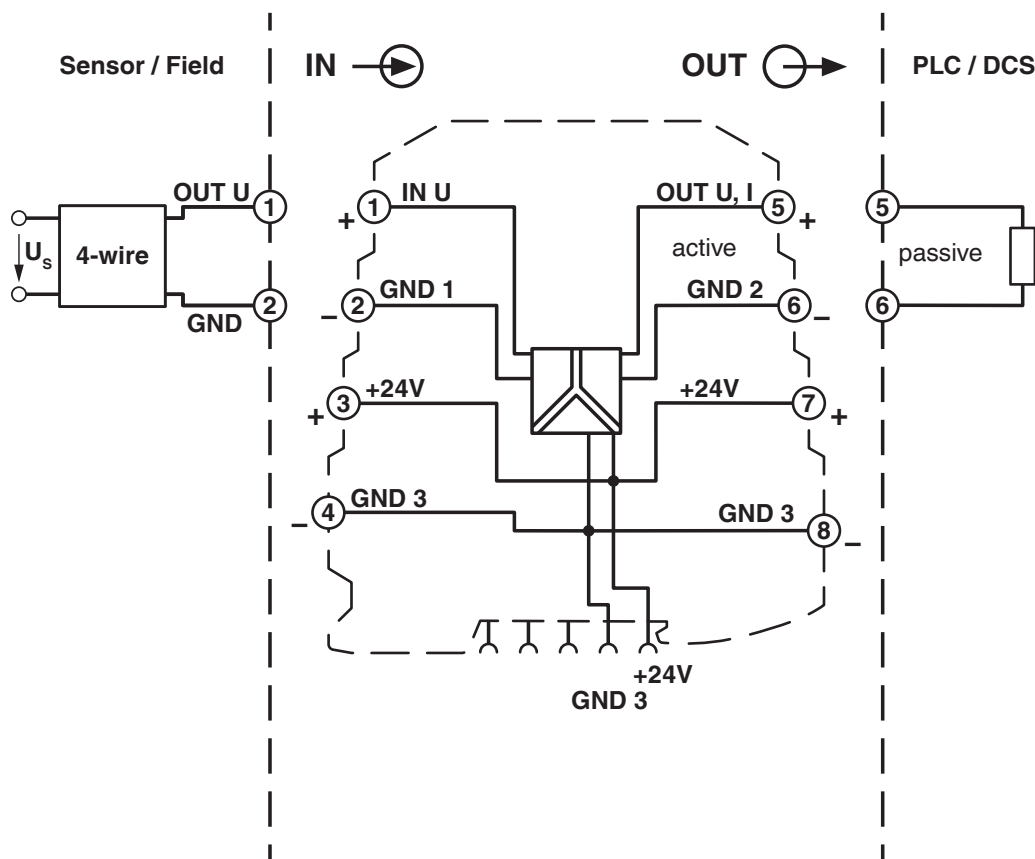 Sensor / Field IN OUT PLC / DCS
OUT U 1 1 IN U OUT U, I 5 5
+ +
Us 4-wire active passive
GND 2 2 GND 1 GND 2 6 6
– –
3 +24V +24V 7
+ +
4 GND 3 GND 3 8
– –
+24V
GND 3